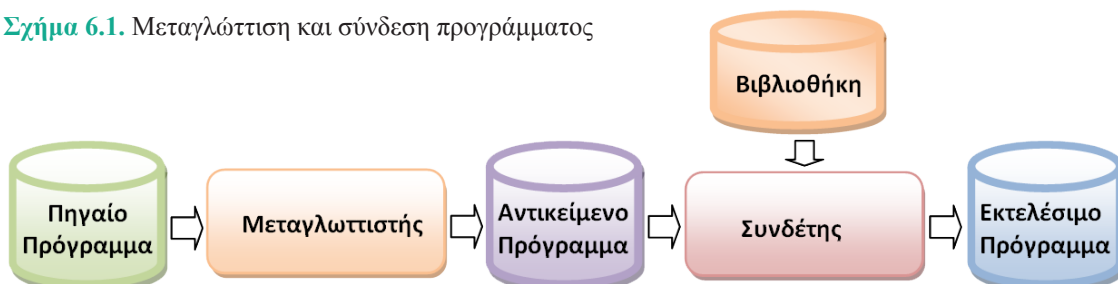 Σχήμα 6.1. Μεταγλώττιση και σύνδεση προγράμματος
Βιβλιοθήκη
Πηγαίο
Πρόγραμμα
Μεταγλωττιστής
Αντικείμενο
Πρόγραμμα
Συνδέτης
Εκτελέσιμο
Πρόγραμμα